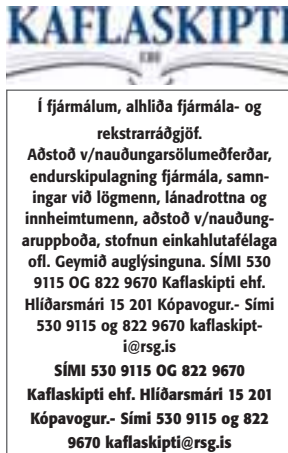 KAFLASKIPTI
EHF
Í fjármálum, alhliða fjármála- og
rekstrarráðgjöf.
Aðstoð v/nauðungarsölumeðferðar,
endurskipulagning fjármála, samn-
ingar við lögmenn, lánadrottna og
innheimtumenn, aðstoð v/nauðung-
aruppboða, stofnun einkahlutafélaga
ofl. Geymið auglýsinguna. SÍMI 530
9115 OG 822 9670 Kaflaskipti ehf.
Hlíðarsmári 15 201 Kópavogur.- Sími
530 9115 og 822 9670 kaflaskipt-
i@rsg.is
SÍMI 530 9115 OG 822 9670
Kaflaskipti ehf. Hlíðarsmári 15 201
Kópavogur.- Sími 530 9115 og 822
9670 kaflaskipti@rsg.is